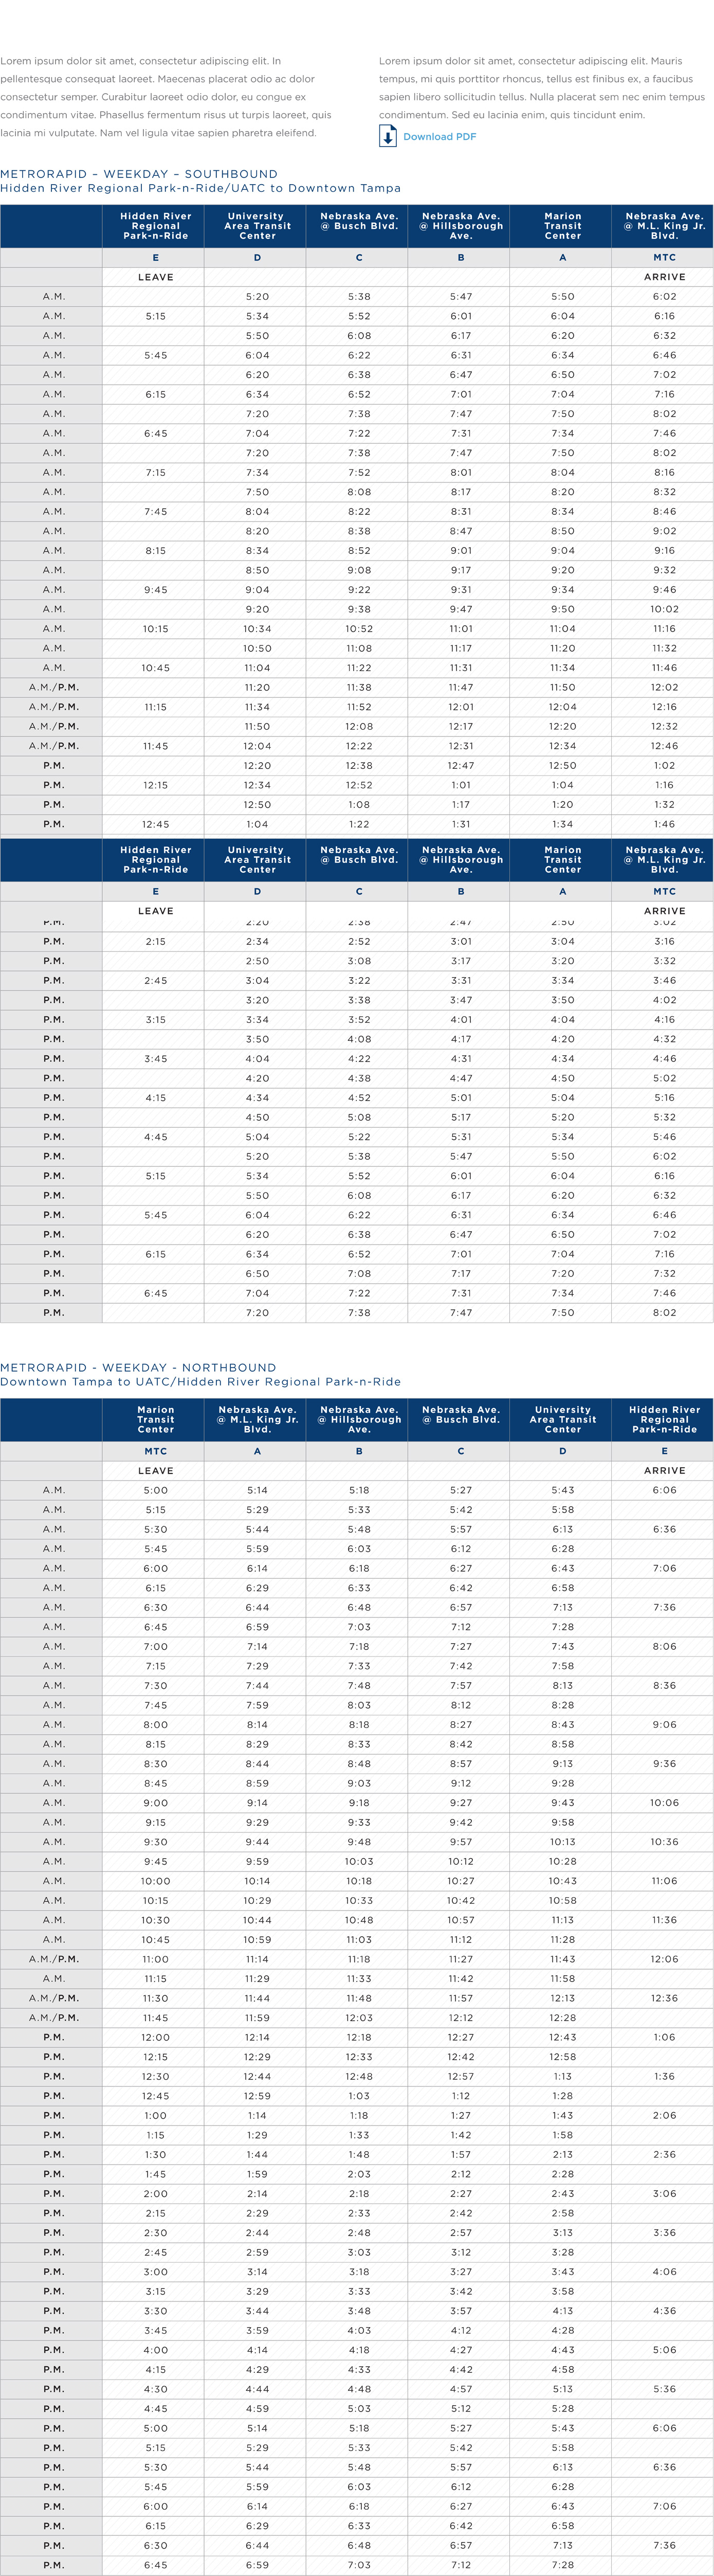 Lorem ipsum dolor sit amet, consectetur adipiscing elit. In
pellentesque consequat laoreet. Maecenas placerat odio ac dolor
consectetur semper. Curabitur laoreet odio dolor, eu congue ex
condimentum vitae. Phasellus fermentum risus ut turpis laoreet, quis
lacinia mi vulputate. Nam vel ligula vitae sapien pharetra eleifend.
Lorem ipsum dolor sit amet, consectetur adipiscing elit. Mauris
tempus, mi quis porttitor rhoncus, tellus est finibus ex, a faucibus
sapien libero sollicitudin tellus. Nulla placerat sem nec enim tempus
condimentum. Sed eu lacinia enim, quis tincidunt enim.
Download PDF
METRORAPID – WEEKDAY – SOUTHBOUND
Hidden River Regional Park-n-Ride/UATC to Downtown Tampa
Hidden River Regional Park-n-Ride University Area Transit Center Nebraska Ave. @ Busch Blvd. Nebraska Ave. @ Hillsborough Ave. Marion Transit Center Nebraska Ave. @ M.L. King Jr. Blvd.
E D C B A MTC
LEAVE ARRIVE
A.M. 5:20 5:38 5:47 5:50 6:02
A.M. 5:15 5:34 5:52 6:01 6:04 6:16
A.M. 5:50 6:08 6:17 6:20 6:32
A.M. 5:45 6:04 6:22 6:31 6:34 6:46
A.M. 6:20 6:38 6:47 6:50 7:02
A.M. 6:15 6:34 6:52 7:01 7:04 7:16
A.M. 7:20 7:38 7:47 7:50 8:02
A.M. 6:45 7:04 7:22 7:31 7:34 7:46
A.M. 7:20 7:38 7:47 7:50 8:02
A.M. 7:15 7:34 7:52 8:01 8:04 8:16
A.M. 7:50 8:08 8:17 8:20 8:32
A.M. 7:45 8:04 8:22 8:31 8:34 8:46
A.M. 8:20 8:38 8:47 8:50 9:02
A.M. 8:15 8:34 8:52 9:01 9:04 9:16
A.M. 8:50 9:08 9:17 9:20 9:32
A.M. 9:45 9:04 9:22 9:31 9:34 9:46
A.M. 9:20 9:38 9:47 9:50 10:02
A.M. 10:15 10:34 10:52 11:01 11:04 11:16
A.M. 10:50 11:08 11:17 11:20 11:32
A.M. 10:45 11:04 11:22 11:31 11:34 11:46
A.M./P.M. 11:20 11:38 11:47 11:50 12:02
A.M./P.M. 11:15 11:34 11:52 12:01 12:04 12:16
A.M./P.M. 11:50 12:08 12:17 12:20 12:32
A.M./P.M. 11:45 12:04 12:22 12:31 12:34 12:46
P.M. 12:20 12:38 12:47 12:50 1:02
P.M. 12:15 12:34 12:52 1:01 1:04 1:16
P.M. 12:50 1:08 1:17 1:20 1:32
P.M. 12:45 1:04 1:22 1:31 1:34 1:46
Hidden River Regional Park-n-Ride University Area Transit Center Nebraska Ave. @ Busch Blvd. Nebraska Ave. @ Hillsborough Ave. Marion Transit Center Nebraska Ave. @ M.L. King Jr. Blvd.
E D C B A MTC
LEAVE ARRIVE
P.M. 2:20 2:38 2:47 2:50 3:02
P.M. 2:15 2:34 2:52 3:01 3:04 3:16
P.M. 2:50 3:08 3:17 3:20 3:32
P.M. 2:45 3:04 3:22 3:31 3:34 3:46
P.M. 3:20 3:38 3:47 3:50 4:02
P.M. 3:15 3:34 3:52 4:01 4:04 4:16
P.M. 3:50 4:08 4:17 4:20 4:32
P.M. 3:45 4:04 4:22 4:31 4:34 4:46
P.M. 4:20 4:38 4:47 4:50 5:02
P.M. 4:15 4:34 4:52 5:01 5:04 5:16
P.M. 4:50 5:08 5:17 5:20 5:32
P.M. 4:45 5:04 5:22 5:31 5:34 5:46
P.M. 5:20 5:38 5:47 5:50 6:02
P.M. 5:15 5:34 5:52 6:01 6:04 6:16
P.M. 5:50 6:08 6:17 6:20 6:32
P.M. 5:45 6:04 6:22 6:31 6:34 6:46
P.M. 6:20 6:38 6:47 6:50 7:02
P.M. 6:15 6:34 6:52 7:01 7:04 7:16
P.M. 6:50 7:08 7:17 7:20 7:32
P.M. 6:45 7:04 7:22 7:31 7:34 7:46
P.M. 7:20 7:38 7:47 7:50 8:02
METRORAPID - WEEKDAY - NORTHBOUND
Downtown Tampa to UATC/Hidden River Regional Park-n-Ride
Marion Transit Center Nebraska Ave. @ M.L. King Jr. Blvd. Nebraska Ave. @ Hillsborough Ave. Nebraska Ave. @ Busch Blvd. University Area Transit Center Hidden River Regional Park-n-Ride
MTC A B C D E
LEAVE ARRIVE
A.M. 5:00 5:14 5:18 5:27 5:43 6:06
A.M. 5:15 5:29 5:33 5:42 5:58
A.M. 5:30 5:44 5:48 5:57 6:13 6:36
A.M. 5:45 5:59 6:03 6:12 6:28
A.M. 6:00 6:14 6:18 6:27 6:43 7:06
A.M. 6:15 6:29 6:33 6:42 6:58
A.M. 6:30 6:44 6:48 6:57 7:13 7:36
A.M. 6:45 6:59 7:03 7:12 7:28
A.M. 7:00 7:14 7:18 7:27 7:43 8:06
A.M. 7:15 7:29 7:33 7:42 7:58
A.M. 7:30 7:44 7:48 7:57 8:13 8:36
A.M. 7:45 7:59 8:03 8:12 8:28
A.M. 8:00 8:14 8:18 8:27 8:43 9:06
A.M. 8:15 8:29 8:33 8:42 8:58
A.M. 8:30 8:44 8:48 8:57 9:13 9:36
A.M. 8:45 8:59 9:03 9:12 9:28
A.M. 9:00 9:14 9:18 9:27 9:43 10:06
A.M. 9:15 9:29 9:33 9:42 9:58
A.M. 9:30 9:44 9:48 9:57 10:13 10:36
A.M. 9:45 9:59 10:03 10:12 10:28
A.M. 10:00 10:14 10:18 10:27 10:43 11:06
A.M. 10:15 10:29 10:33 10:42 10:58
A.M. 10:30 10:44 10:48 10:57 11:13 11:36
A.M. 10:45 10:59 11:03 11:12 11:28
A.M./P.M. 11:00 11:14 11:18 11:27 11:43 12:06
A.M. 11:15 11:29 11:33 11:42 11:58
A.M./P.M. 11:30 11:44 11:48 11:57 12:13 12:36
A.M./P.M. 11:45 11:59 12:03 12:12 12:28
P.M. 12:00 12:14 12:18 12:27 12:43 1:06
P.M. 12:15 12:29 12:33 12:42 12:58
P.M. 12:30 12:44 12:48 12:57 1:13 1:36
P.M. 12:45 12:59 1:03 1:12 1:28
P.M. 1:00 1:14 1:18 1:27 1:43 2:06
P.M. 1:15 1:29 1:33 1:42 1:58
P.M. 1:30 1:44 1:48 1:57 2:13 2:36
P.M. 1:45 1:59 2:03 2:12 2:28
P.M. 2:00 2:14 2:18 2:27 2:43 3:06
P.M. 2:15 2:29 2:33 2:42 2:58
P.M. 2:30 2:44 2:48 2:57 3:13 3:36
P.M. 2:45 2:59 3:03 3:12 3:28
P.M. 3:00 3:14 3:18 3:27 3:43 4:06
P.M. 3:15 3:29 3:33 3:42 3:58
P.M. 3:30 3:44 3:48 3:57 4:13 4:36
P.M. 3:45 3:59 4:03 4:12 4:28
P.M. 4:00 4:14 4:18 4:27 4:43 5:06
P.M. 4:15 4:29 4:33 4:42 4:58
P.M. 4:30 4:44 4:48 4:57 5:13 5:36
P.M. 4:45 4:59 5:03 5:12 5:28
P.M. 5:00 5:14 5:18 5:27 5:43 6:06
P.M. 5:15 5:29 5:33 5:42 5:58
P.M. 5:30 5:44 5:48 5:57 6:13 6:36
P.M. 5:45 5:59 6:03 6:12 6:28
P.M. 6:00 6:14 6:18 6:27 6:43 7:06
P.M. 6:15 6:29 6:33 6:42 6:58
P.M. 6:30 6:44 6:48 6:57 7:13 7:36
P.M. 6:45 6:59 7:03 7:12 7:28